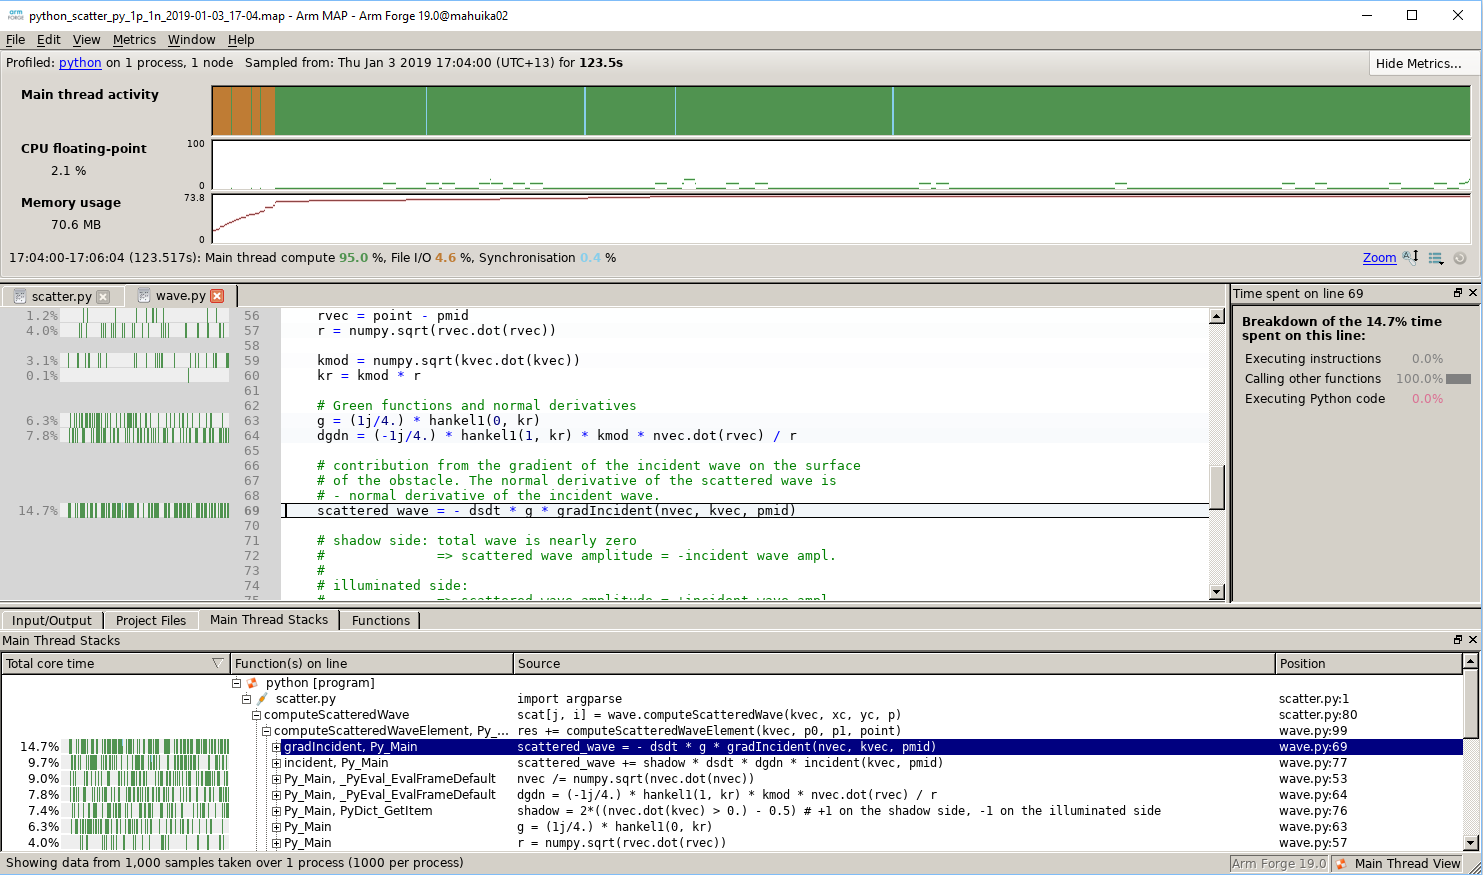 arm FORGE python_scatter_py_1p_1n_2019-01-03_17-04.map - Arm MAP - Arm Forge 19.0@mahuika02
File Edit View Metrics Window Help
Profiled: python on 1 process, 1 node Sampled from: Thu Jan 3 2019 17:04:00 (UTC+13) for 123.5s
Hide Metrics...
Main thread activity
CPU floating-point 100
2.1 %
0
Memory usage 73.8
70.6 MB
0
17:04:00-17:06:04 (123.517s): Main thread compute 95.0 %, File I/O 4.6 %, Synchronisation 0.4 %
Zoom
scatter.py wave.py
1.2% 56 rvec = point - pmid
4.0% 57 r = numpy.sqrt(rvec.dot(rvec))
58
3.1% 59 kmod = numpy.sqrt(kvec.dot(kvec))
0.1% 60 kr = kmod * r
61
62 # Green functions and normal derivatives
6.3% 63 g = (1j/4.) * hankel1(0, kr)
7.8% 64 dgdn = (-1j/4.) * hankel1(1, kr) * kmod * nvec.dot(rvec) / r
65
66 # contribution from the gradient of the incident wave on the surface
67 # of the obstacle. The normal derivative of the scattered wave is
68 # - normal derivative of the incident wave.
14.7% 69 scattered_wave = - dsdt * g * gradIncident(nvec, kvec, pmid)
70
71 # shadow side: total wave is nearly zero
72 # => scattered wave amplitude = -incident wave ampl.
73 #
74 # illuminated side:
75 # => scattered wave amplitude = +incident wave ampl.
Time spent on line 69
Breakdown of the 14.7% time
spent on this line:
Executing instructions 0.0%
Calling other functions 100.0%
Executing Python code 0.0%
Input/Output Project Files Main Thread Stacks Functions
Main Thread Stacks
Total core time Function(s) on line Source Position
python [program]
scatter.py import argparse scatter.py:1
computeScatteredWave scat[j, i] = wave.computeScatteredWave(kvec, xc, yc, p) scatter.py:80
computeScatteredWaveElement, Py_... res += computeScatteredWaveElement(kvec, p0, p1, point) wave.py:99
14.7% gradIncident, Py_Main scattered_wave = - dsdt * g * gradIncident(nvec, kvec, pmid) wave.py:69
9.7% incident, Py_Main scattered_wave += shadow * dsdt * dgdn * incident(kvec, pmid) wave.py:77
9.0% Py_Main, _PyEval_EvalFrameDefault nvec /= numpy.sqrt(nvec.dot(nvec)) wave.py:53
7.8% Py_Main, _PyEval_EvalFrameDefault dgdn = (-1j/4.) * hankel1(1, kr) * kmod * nvec.dot(rvec) / r wave.py:64
7.4% Py_Main, PyDict_GetItem shadow = 2*((nvec.dot(kvec) > 0.) - 0.5) # +1 on the shadow side, -1 on the illuminated side wave.py:76
6.3% Py_Main g = (1j/4.) * hankel1(0, kr) wave.py:63
4.0% Py_Main r = numpy.sqrt(rvec.dot(rvec)) wave.py:57
Showing data from 1,000 samples taken over 1 process (1000 per process)
Arm Forge 19.0 Main Thread View